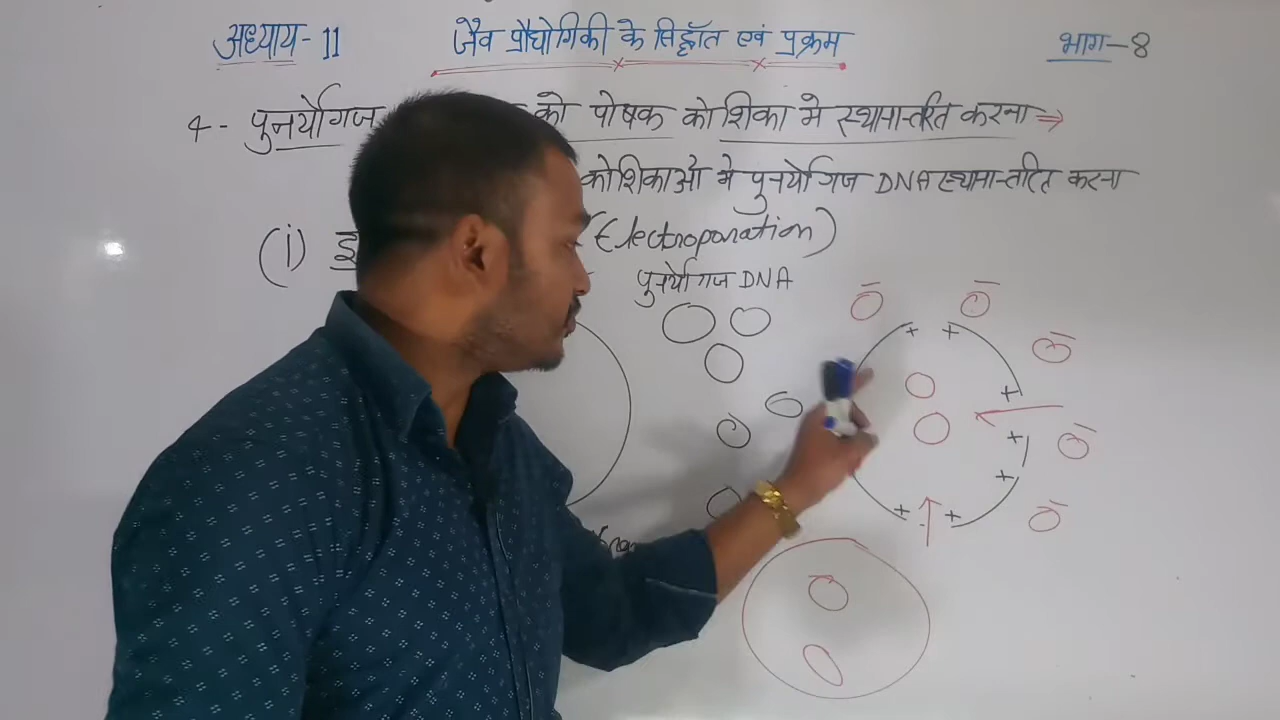 अध्याय- 11 जैव प्रौद्योगिकी के सिद्धाँत एवं प्रक्रम भाग-8
4- पुनर्योगज को पोषक कोशिका मे स्थानान्तरित करना ⇒
कोशिकाओ मे पुनर्योगिज DNA स्थानान्तरित करना
(i) इ (Electroporation)
पुनर्योगज DNA